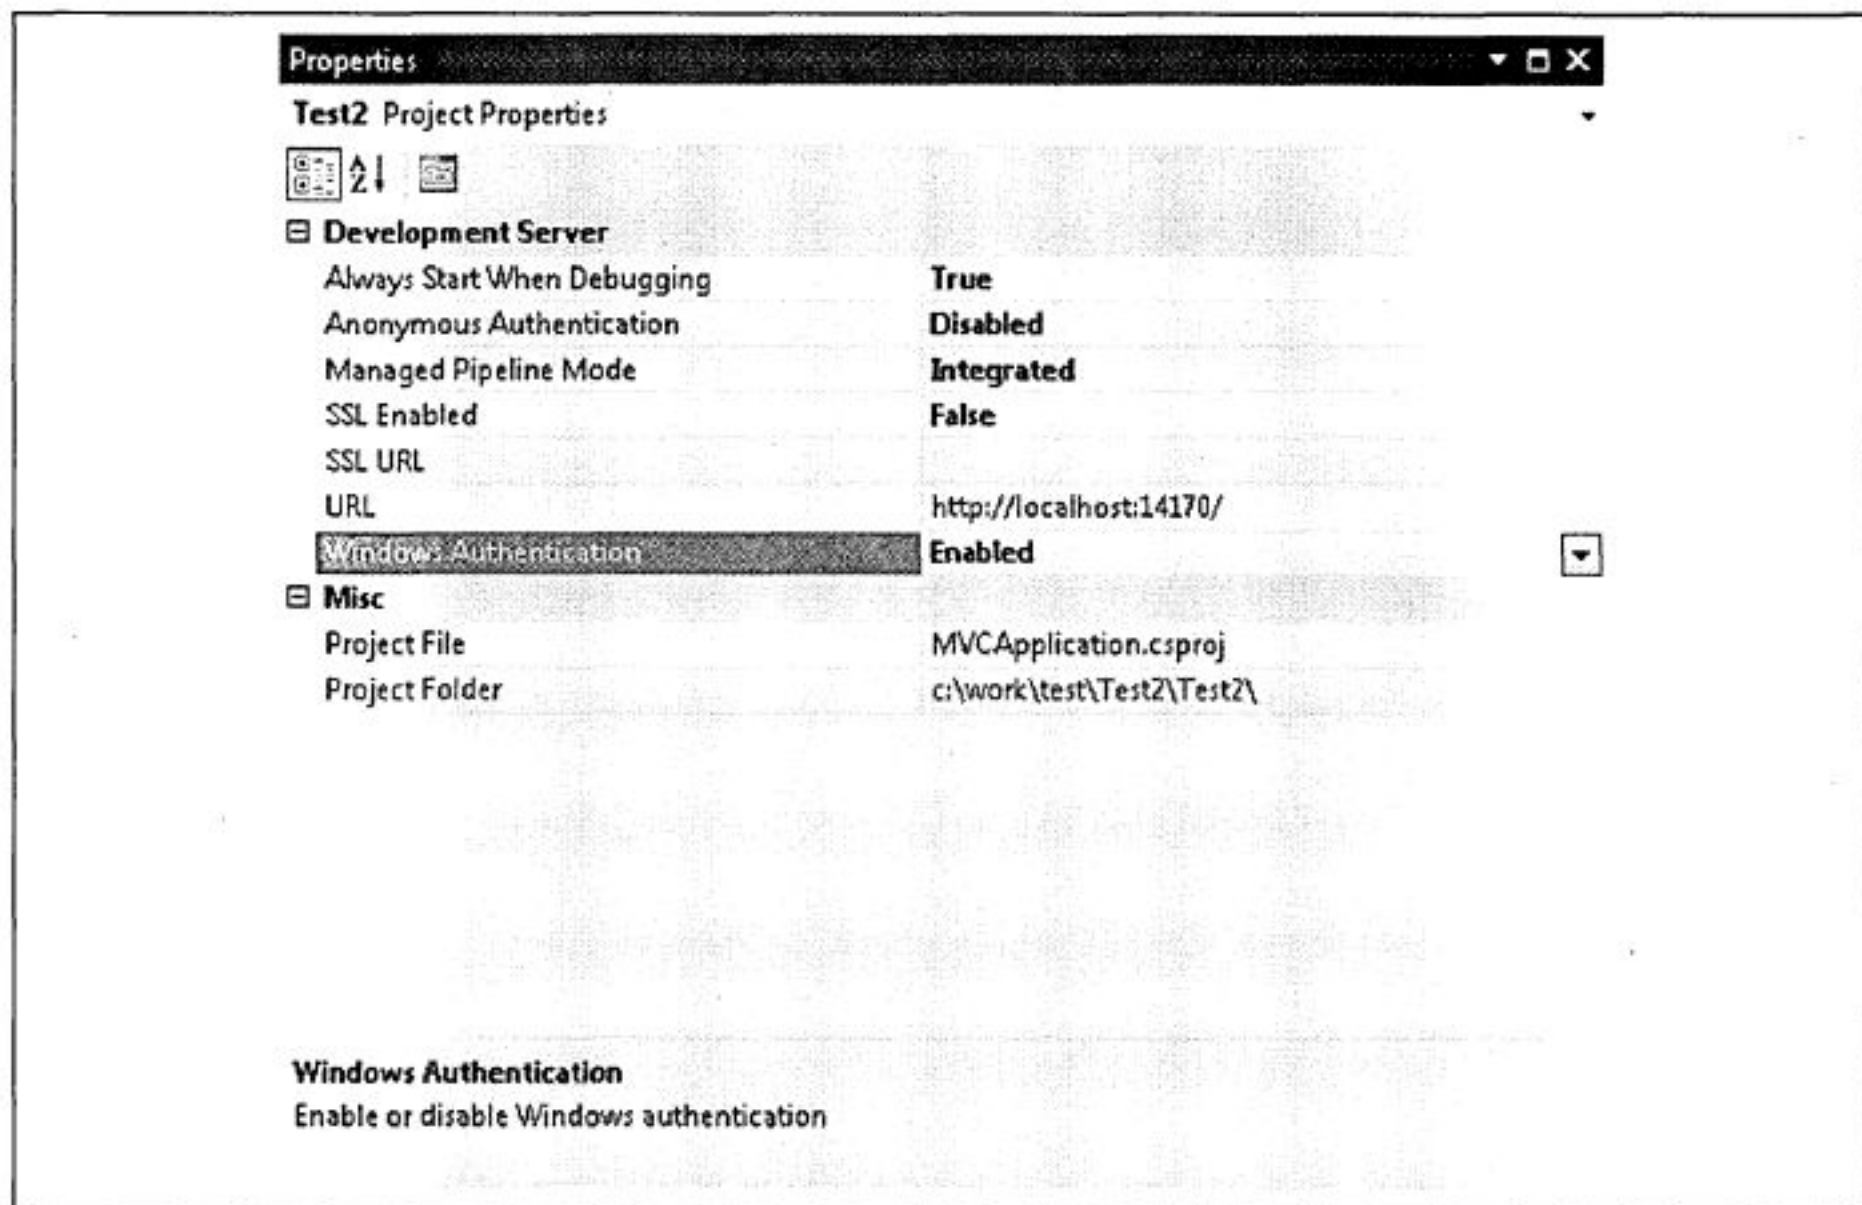 Properties
Test2 Project Properties
Development Server
Always Start When Debugging True
Anonymous Authentication Disabled
Managed Pipeline Mode Integrated
SSL Enabled False
SSL URL
URL http://localhost:14170/
Windows Authentication Enabled
Misc
Project File MVCApplication.csproj
Project Folder c:\work\test\Test2\Test2\
Windows Authentication
Enable or disable Windows authentication